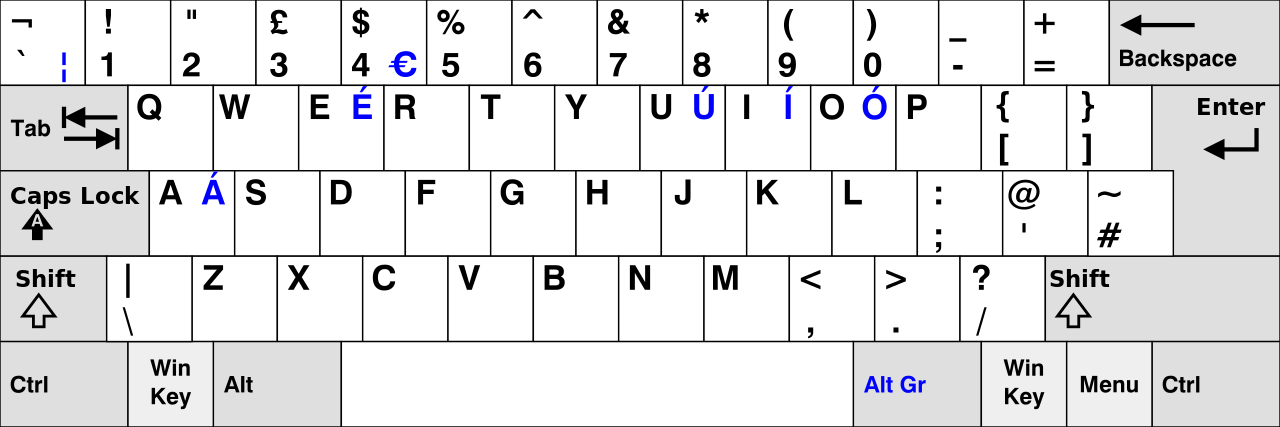 ¬ ! " £ $ % ^ & * ( ) _ +
` ¦ 1 2 3 4 € 5 6 7 8 9 0 - = Backspace
Tab Q W E É R T Y U Ú I Í O Ó P { } Enter
[ ]
Caps Lock A Á S D F G H J K L : @ ~
A ; ' #
Shift | Z X C V B N M < > ? Shift
\ , . /
Ctrl Win Key Alt Alt Gr Win Key Menu Ctrl